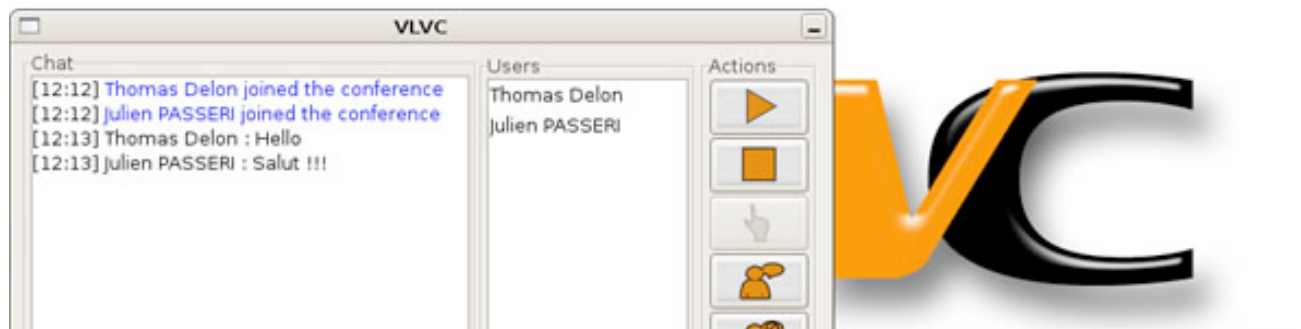 VLVC
Chat
[12:12] Thomas Delon joined the conference
[12:12] Julien PASSERI joined the conference
[12:13] Thomas Delon : Hello
[12:13] Julien PASSERI : Salut !!!
Users
Thomas Delon
Julien PASSERI
Actions
VC